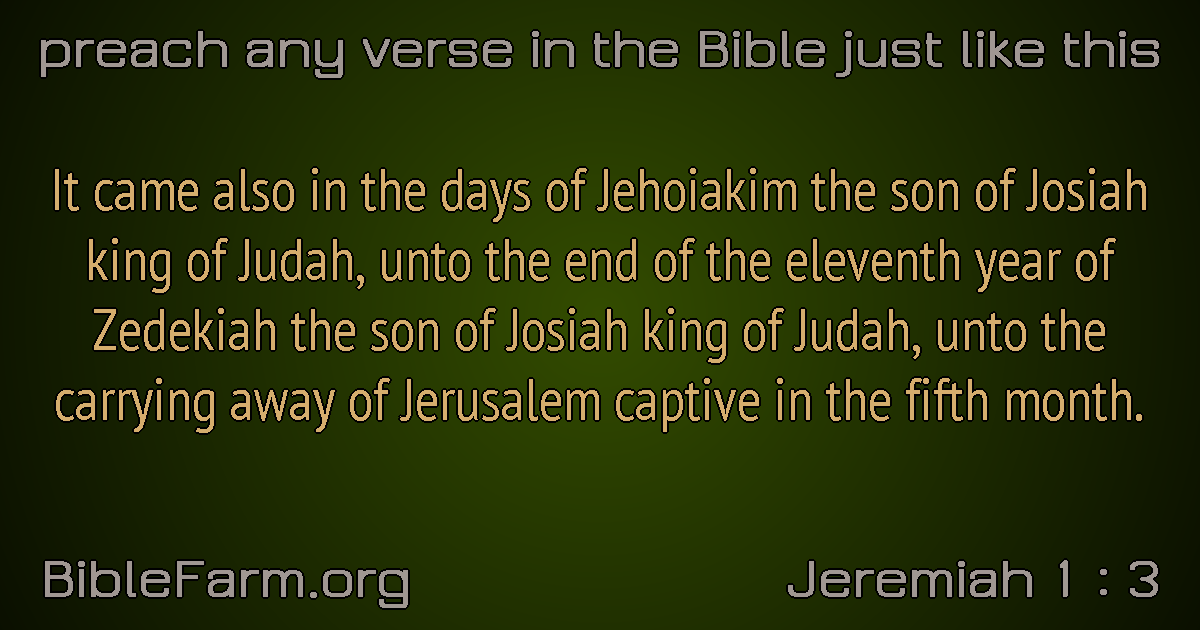 preach any verse in the Bible just like this
It came also in the days of Jehoiakim the son of Josiah
king of Judah, unto the end of the eleventh year of
Zedekiah the son of Josiah king of Judah, unto the
carrying away of Jerusalem captive in the fifth month.
BibleFarm.org
Jeremiah 1 : 3